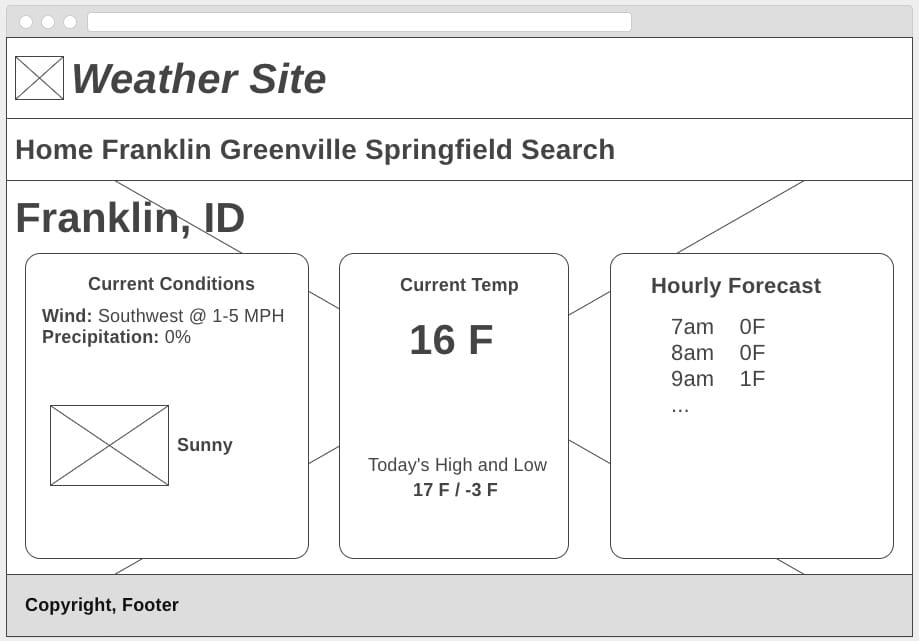 Weather Site
Home Franklin Greenville Springfield Search
Franklin, ID
Current Conditions
Wind: Southwest @ 1-5 MPH
Precipitation: 0%
Sunny
Current Temp
16 F
Today's High and Low
17 F / -3 F
Hourly Forecast
7am 0F
8am 0F
9am 1F
...
Copyright, Footer